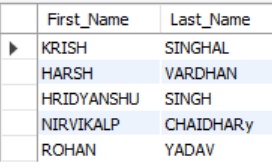 First_Name Last_Name
KRISH SINGHAL
HARSH VARDHAN
HRIDYANSHU SINGH
NIRVIKALP CHAIDHARy
ROHAN YADAV